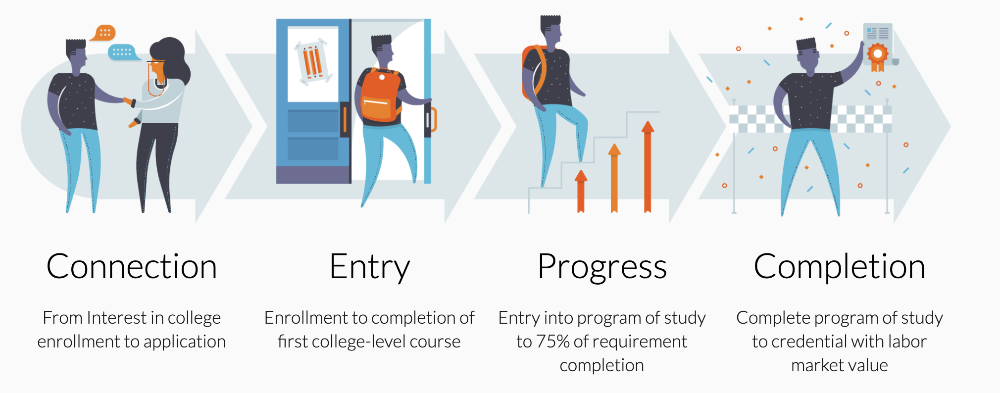 Connection
From Interest in college
enrollment to application
Entry
Enrollment to completion of
first college-level course
Progress
Entry into program of study
to 75% of requirement
completion
Completion
Complete program of study
to credential with labor
market value